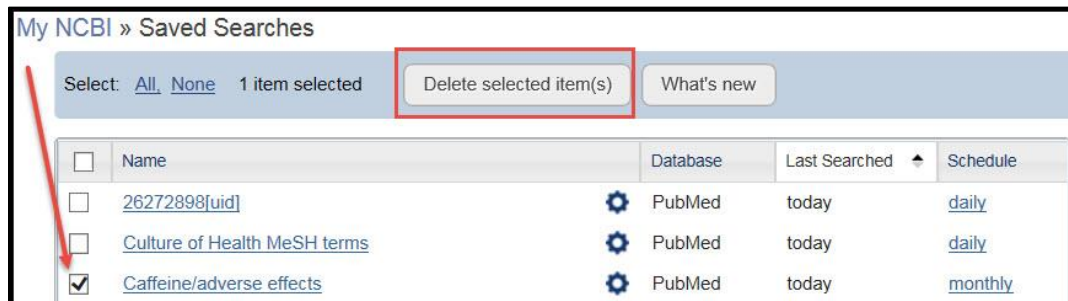 My NCBI » Saved Searches
Select: All, None 1 item selected Delete selected item(s) What's new
Name Database Last Searched Schedule
26272898[uid] PubMed today daily
Culture of Health MeSH terms PubMed today daily
Caffeine/adverse effects PubMed today monthly